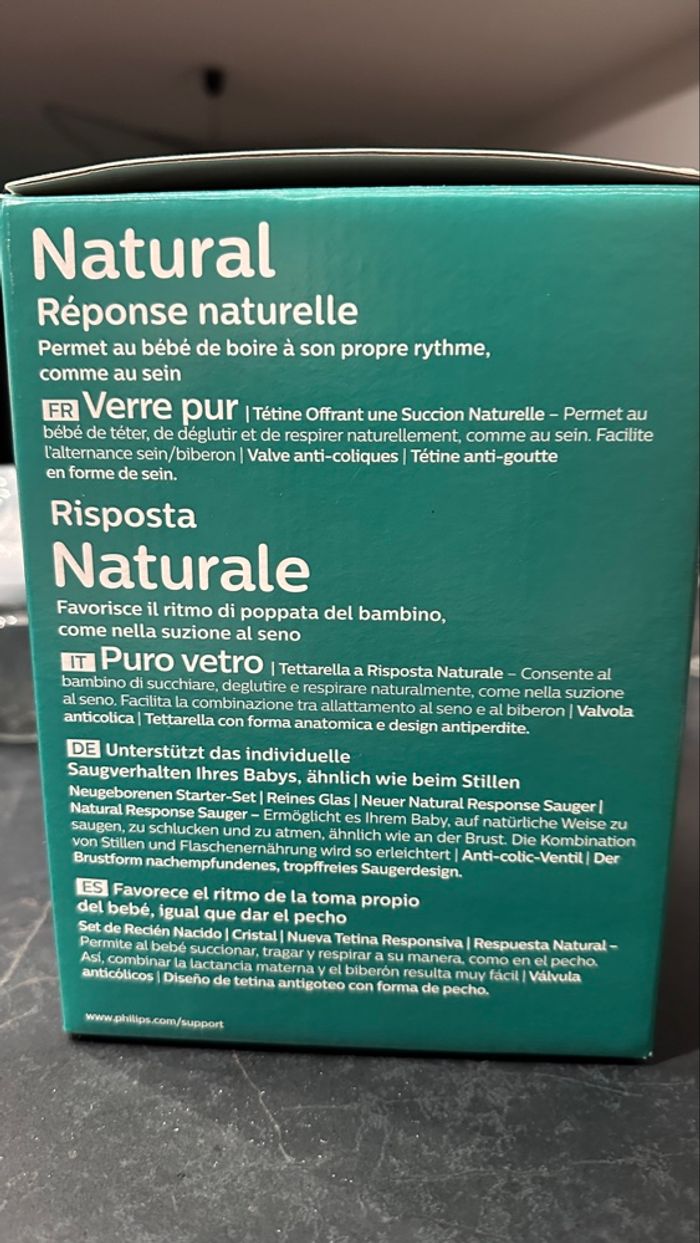 Natural
Réponse naturelle
Permet au bébé de boire à son propre rythme,
comme au sein
FR Verre pur | Tétine Offrant une Succion Naturelle – Permet au
bébé de téter, de déglutir et de respirer naturellement, comme au sein. Facilite
l'alternance sein/biberon | Valve anti-coliques | Tétine anti-goutte
en forme de sein.
Risposta
Naturale
Favorisce il ritmo di poppata del bambino,
come nella suzione al seno
IT Puro vetro | Tettarella a Risposta Naturale – Consente al
bambino di succhiare, deglutire e respirare naturalmente, come nella suzione
al seno. Facilita la combinazione tra allattamento al seno e al biberon | Valvola
anticolica | Tettarella con forma anatomica e design antiperdite.
DE Unterstützt das individuelle
Saugverhalten Ihres Babys, ähnlich wie beim Stillen
Neugeborenen Starter-Set | Reines Glas | Neuer Natural Response Sauger |
Natural Response Sauger – Ermöglicht es Ihrem Baby, auf natürliche Weise zu
saugen, zu schlucken und zu atmen, ähnlich wie an der Brust. Die Kombination
von Stillen und Flaschenernährung wird so erleichtert | Anti-colic-Ventil | Der
Brustform nachempfundenes, tropffreies Saugerdesign.
ES Favorece el ritmo de la toma propio
del bebé, igual que dar el pecho
Set de Recién Nacido | Cristal | Nueva Tetina Responsiva | Respuesta Natural –
Permite al bebé succionar, tragar y respirar a su manera, como en el pecho.
Así, combinar la lactancia materna y el biberón resulta muy fácil | Válvula
anticólicos | Diseño de tetina antigoteo con forma de pecho.
www.philips.com/support